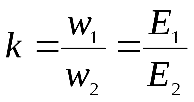 k = w₁/w₂ = E₁/E₂